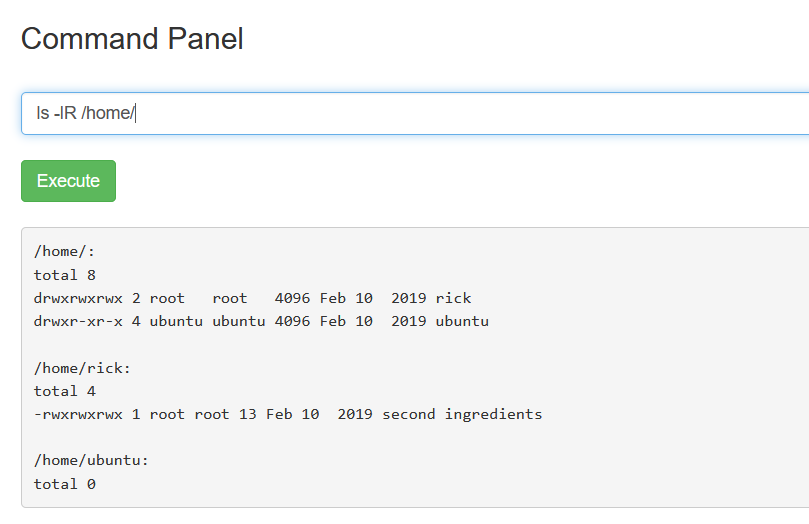 Command Panel
ls -lR /home/
Execute
/home/:
total 8
drwxrwxrwx 2 root   root   4096 Feb 10  2019 rick
drwxr-xr-x 4 ubuntu ubuntu 4096 Feb 10  2019 ubuntu

/home/rick:
total 4
-rwxrwxrwx 1 root root 13 Feb 10  2019 second ingredients

/home/ubuntu:
total 0